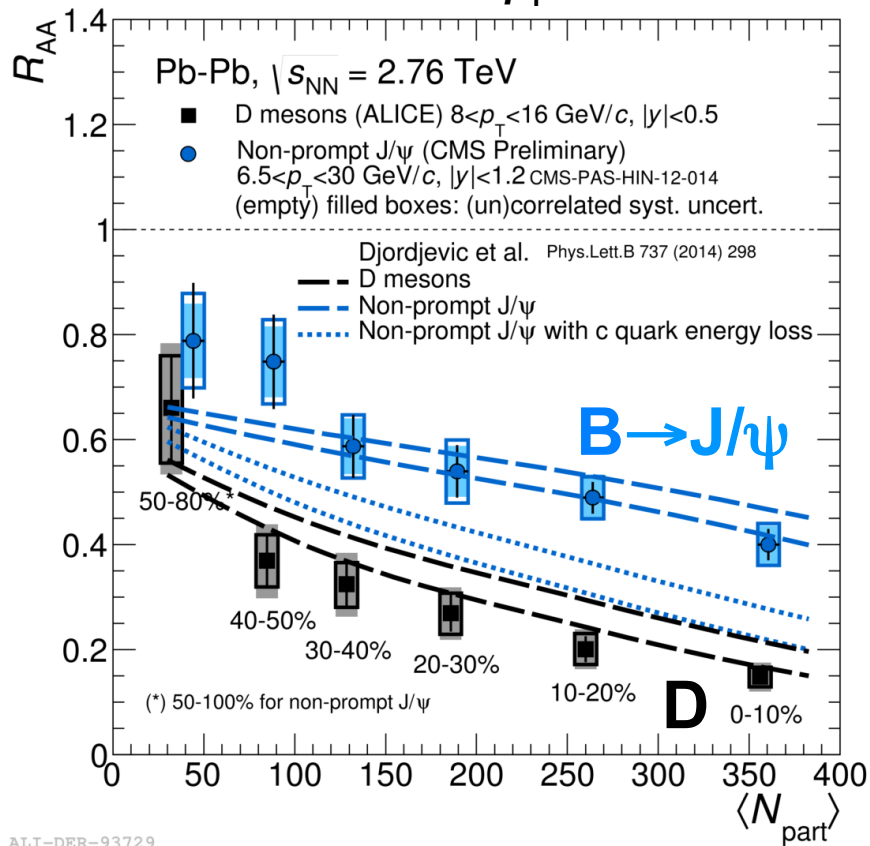 R_AA
1.4
1.2
1
0.8
0.6
0.4
0.2
0
Pb-Pb, √s_NN = 2.76 TeV
D mesons (ALICE) 8<p_T<16 GeV/c, |y|<0.5
Non-prompt J/ψ (CMS Preliminary)
6.5<p_T<30 GeV/c, |y|<1.2 CMS-PAS-HIN-12-014
(empty) filled boxes: (un)correlated syst. uncert.
Djordjevic et al. Phys.Lett.B 737 (2014) 298
D mesons
Non-prompt J/ψ
Non-prompt J/ψ with c quark energy loss
B→J/ψ
50-80%*
40-50%
30-40%
20-30%
10-20%
0-10%
D
(*) 50-100% for non-prompt J/ψ
0 50 100 150 200 250 300 350 400
⟨N_part⟩
ALI-DER-93729